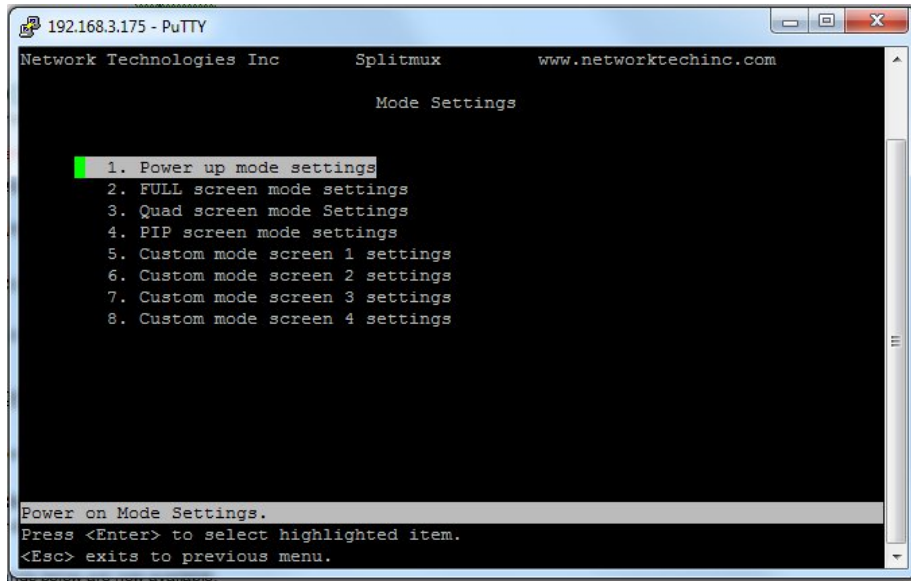 192.168.3.175 - PuTTY
Network Technologies Inc Splitmux www.networktechinc.com
Mode Settings
1. Power up mode settings
2. FULL screen mode settings
3. Quad screen mode Settings
4. PIP screen mode settings
5. Custom mode screen 1 settings
6. Custom mode screen 2 settings
7. Custom mode screen 3 settings
8. Custom mode screen 4 settings
Power on Mode Settings.
Press <Enter> to select highlighted item.
<Esc> exits to previous menu.